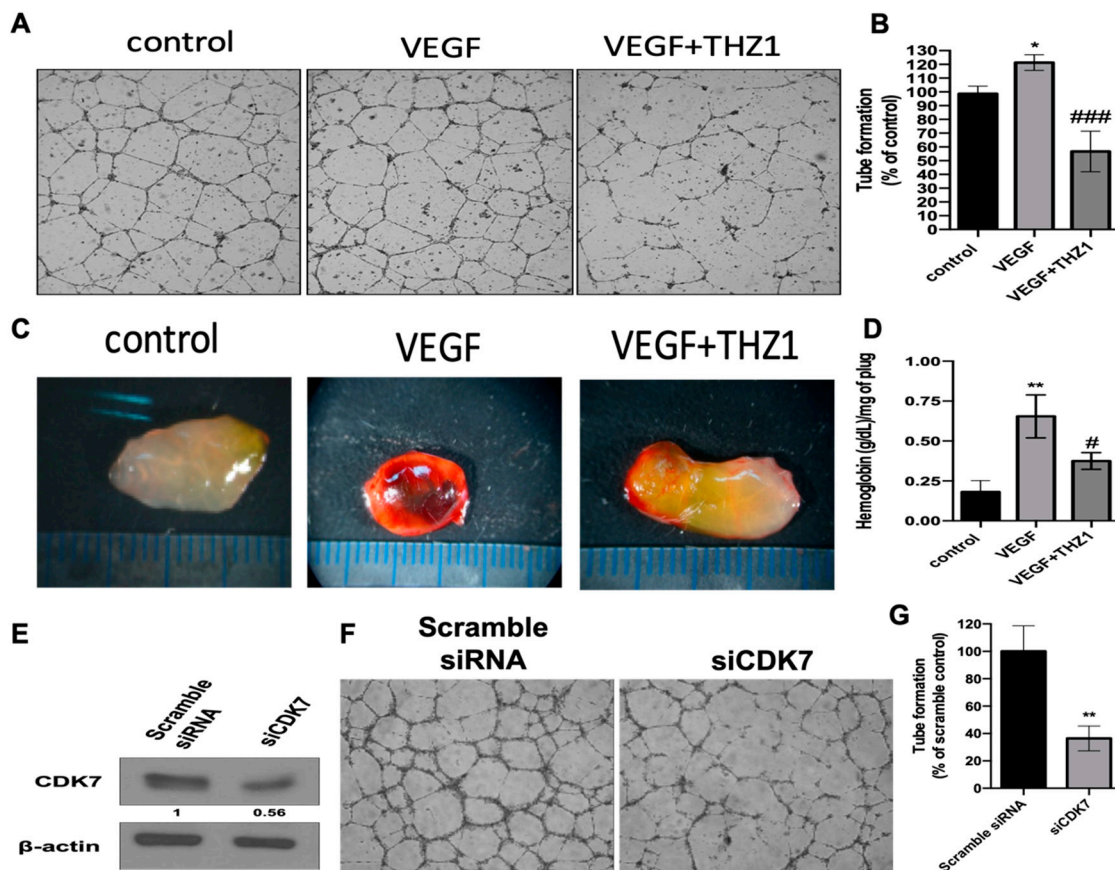 A
control
VEGF
VEGF+THZ1
B
Tube formation
(% of control)
130
120
110
100
90
80
70
60
50
40
30
20
10
0
*
###
control
VEGF
VEGF+THZ1
C
control
VEGF
VEGF+THZ1
D
Hemoglobin (g/dL)/mg of plug
1.00
0.75
0.50
0.25
0.00
**
#
control
VEGF
VEGF+THZ1
E
Scramble
siRNA
siCDK7
CDK7
1
0.56
β-actin
F
Scramble
siRNA
siCDK7
G
Tube formation
(% of scramble control)
120
100
80
60
40
20
0
**
Scramble siRNA
siCDK7